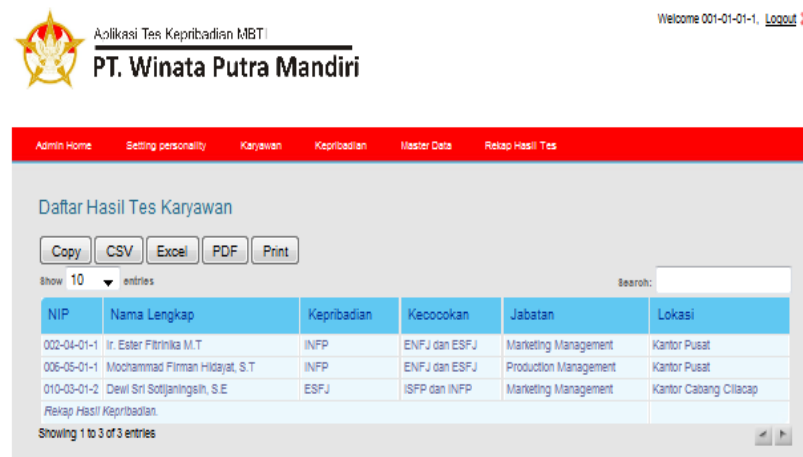 Welcome 001-01-01-1, Logout
Aplikasi Tes Kepribadian MBTI
PT. Winata Putra Mandiri
Admin Home Setting personality Karyawan Kepribadian Master Data Rekap Hasil Tes
Daftar Hasil Tes Karyawan
Copy CSV Excel PDF Print
Show 10 entries Search:
NIP Nama Lengkap Kepribadian Kecocokan Jabatan Lokasi
002-04-01-1 Ir. Ester Fitrinika M.T INFP ENFJ dan ESFJ Marketing Management Kantor Pusat
006-05-01-1 Mochammad Firman Hidayat, S.T INFP ENFJ dan ESFJ Production Management Kantor Pusat
010-03-01-2 Dewi Sri Sotijaningsih, S.E ESFJ ISFP dan INFP Marketing Management Kantor Cabang Cilacap
Rekap Hasil Kepribadian.
Showing 1 to 3 of 3 entries